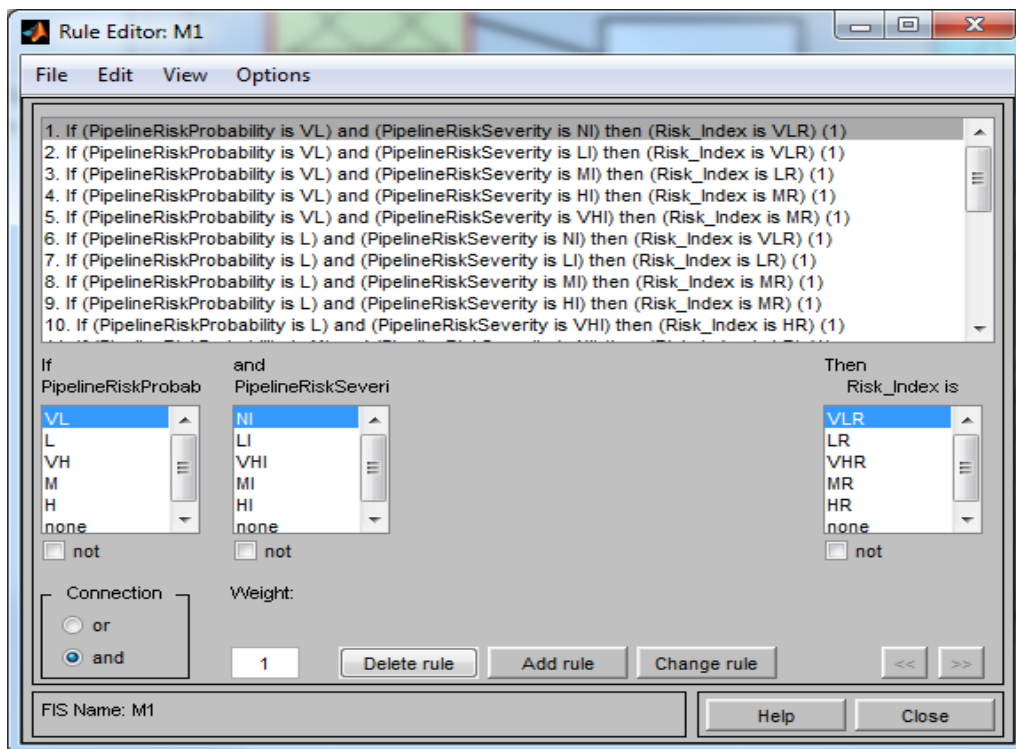 Rule Editor: M1
File Edit View Options
1. If (PipelineRiskProbability is VL) and (PipelineRiskSeverity is NI) then (Risk_Index is VLR) (1)
2. If (PipelineRiskProbability is VL) and (PipelineRiskSeverity is LI) then (Risk_Index is VLR) (1)
3. If (PipelineRiskProbability is VL) and (PipelineRiskSeverity is MI) then (Risk_Index is LR) (1)
4. If (PipelineRiskProbability is VL) and (PipelineRiskSeverity is HI) then (Risk_Index is MR) (1)
5. If (PipelineRiskProbability is VL) and (PipelineRiskSeverity is VHI) then (Risk_Index is MR) (1)
6. If (PipelineRiskProbability is L) and (PipelineRiskSeverity is NI) then (Risk_Index is VLR) (1)
7. If (PipelineRiskProbability is L) and (PipelineRiskSeverity is LI) then (Risk_Index is LR) (1)
8. If (PipelineRiskProbability is L) and (PipelineRiskSeverity is MI) then (Risk_Index is MR) (1)
9. If (PipelineRiskProbability is L) and (PipelineRiskSeverity is HI) then (Risk_Index is MR) (1)
10. If (PipelineRiskProbability is L) and (PipelineRiskSeverity is VHI) then (Risk_Index is HR) (1)
If and Then
PipelineRiskProbab PipelineRiskSeveri Risk_Index is
VL NI VLR
L LI LR
VH VHI VHR
M MI MR
H HI HR
none none none
not not not
Connection Weight:
or
and 1 Delete rule Add rule Change rule << >>
FIS Name: M1 Help Close